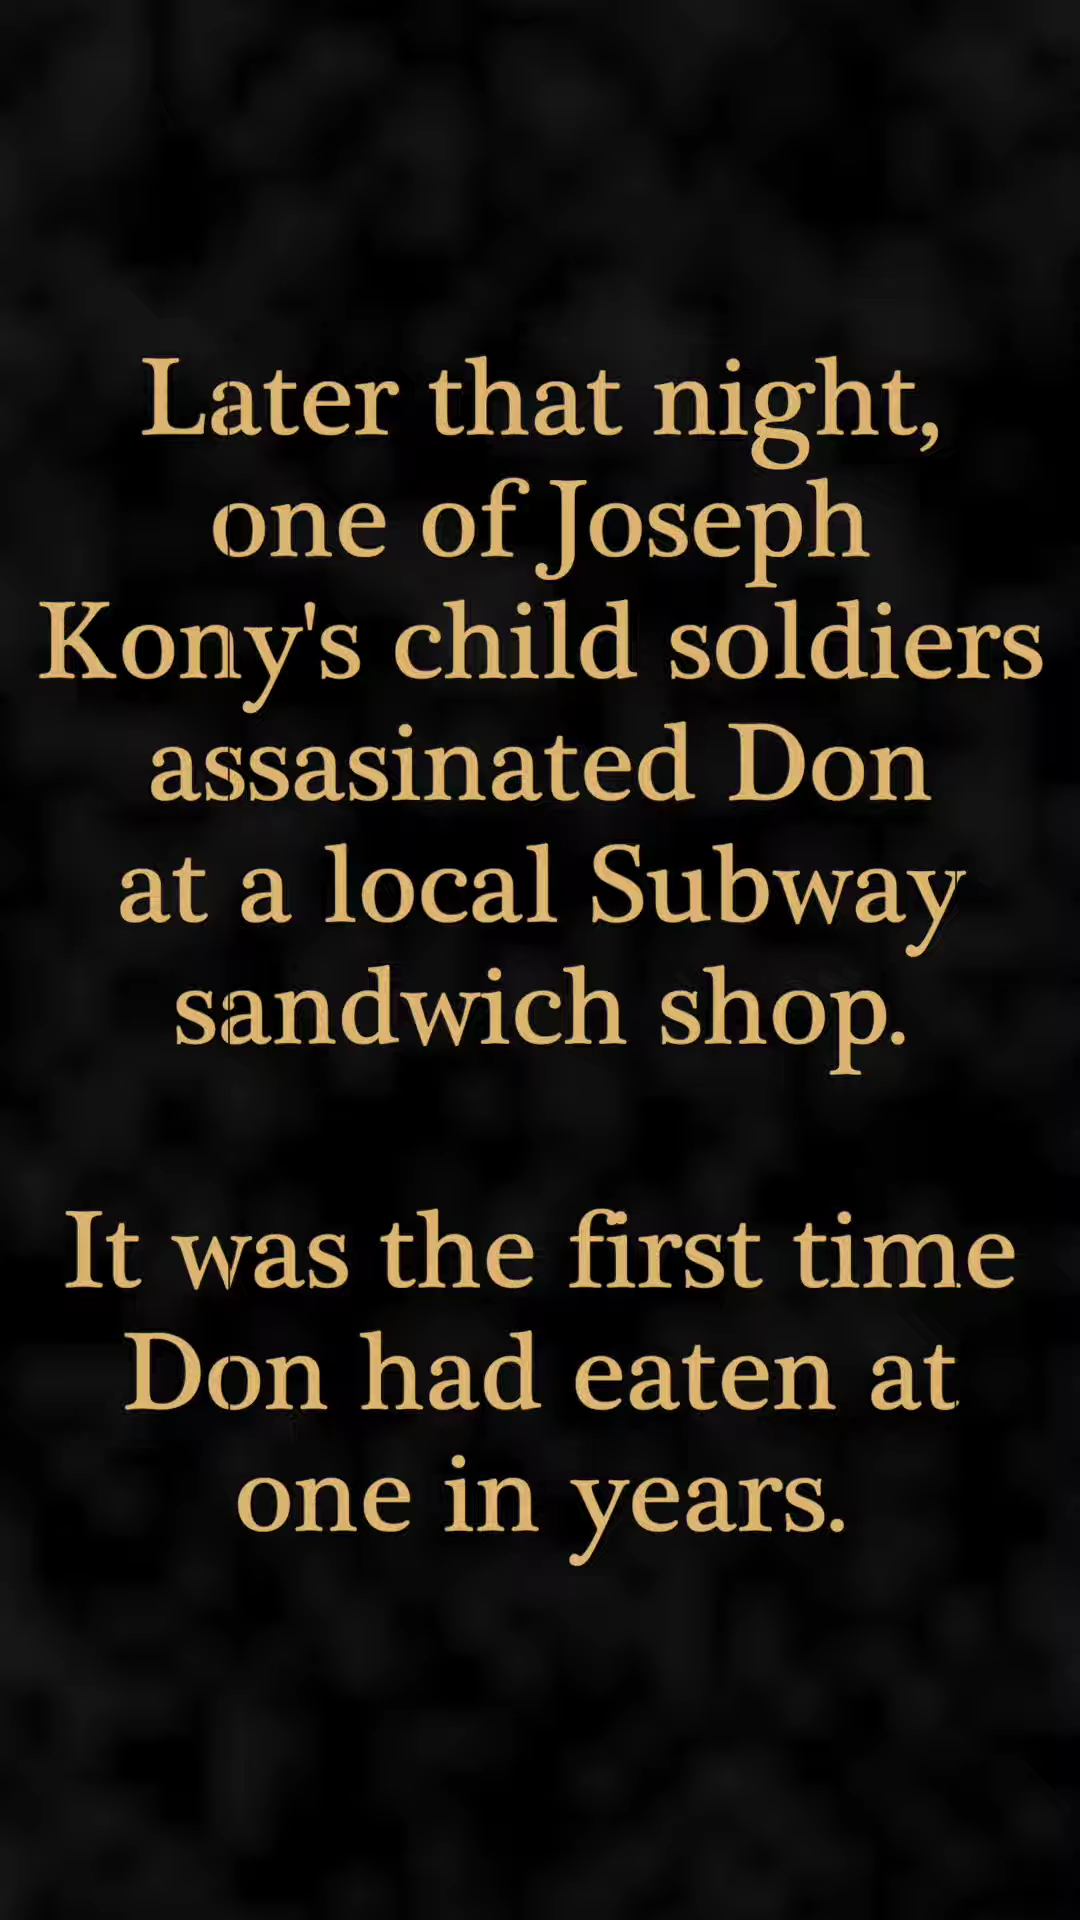 Later that night,
one of Joseph
Kony's child soldiers
assasinated Don
at a local Subway
sandwich shop.
It was the first time
Don had eaten at
one in years.